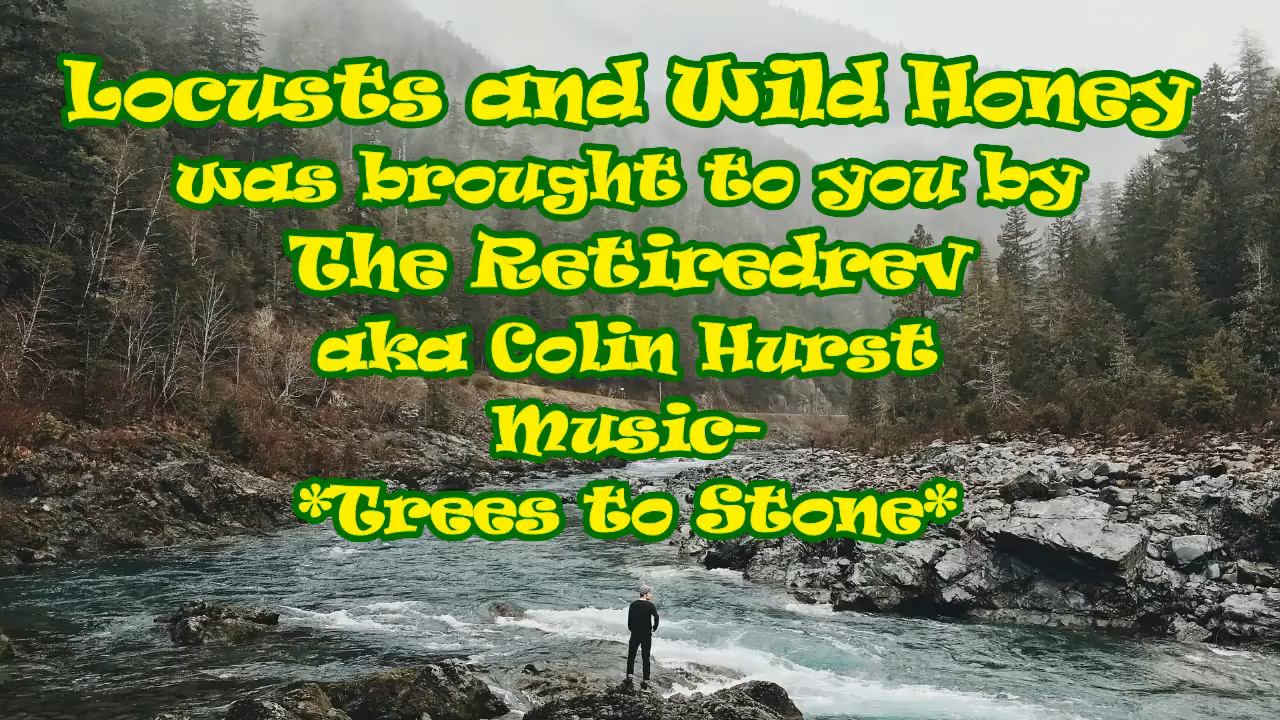 Locusts and Wild Honey
was brought to you by
The Retiredrev
aka Colin Hurst
Music-
*Trees to Stone*